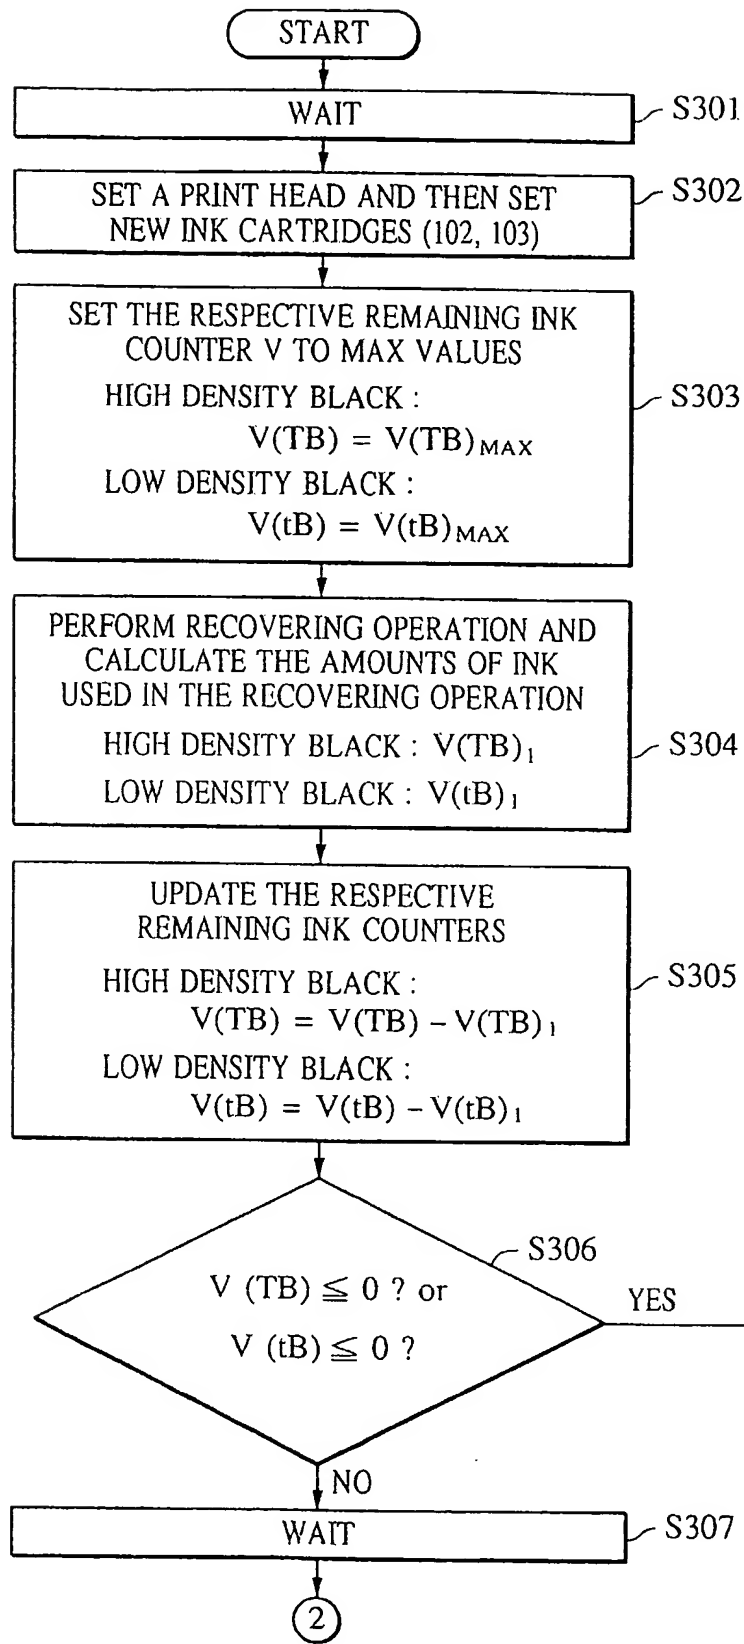 START
WAIT
S301
SET A PRINT HEAD AND THEN SET
NEW INK CARTRIDGES (102, 103)
S302
SET THE RESPECTIVE REMAINING INK
COUNTER V TO MAX VALUES
HIGH DENSITY BLACK :
V(TB) = V(TB)MAX
LOW DENSITY BLACK :
V(tB) = V(tB)MAX
S303
PERFORM RECOVERING OPERATION AND
CALCULATE THE AMOUNTS OF INK
USED IN THE RECOVERING OPERATION
HIGH DENSITY BLACK : V(TB)1
LOW DENSITY BLACK : V(tB)1
S304
UPDATE THE RESPECTIVE
REMAINING INK COUNTERS
HIGH DENSITY BLACK :
V(TB) = V(TB) – V(TB)1
LOW DENSITY BLACK :
V(tB) = V(tB) – V(tB)1
S305
S306
V (TB) ≦ 0 ? or
V (tB) ≦ 0 ?
YES
NO
WAIT
S307
2